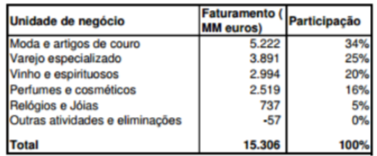 Unidade de negócio Faturamento ( MM euros) Participação
Moda e artigos de couro 5.222 34%
Varejo especializado 3.891 25%
Vinho e espirituosos 2.994 20%
Perfumes e cosméticos 2.519 16%
Relógios e Jóias 737 5%
Outras atividades e eliminações -57 0%
Total 15.306 100%